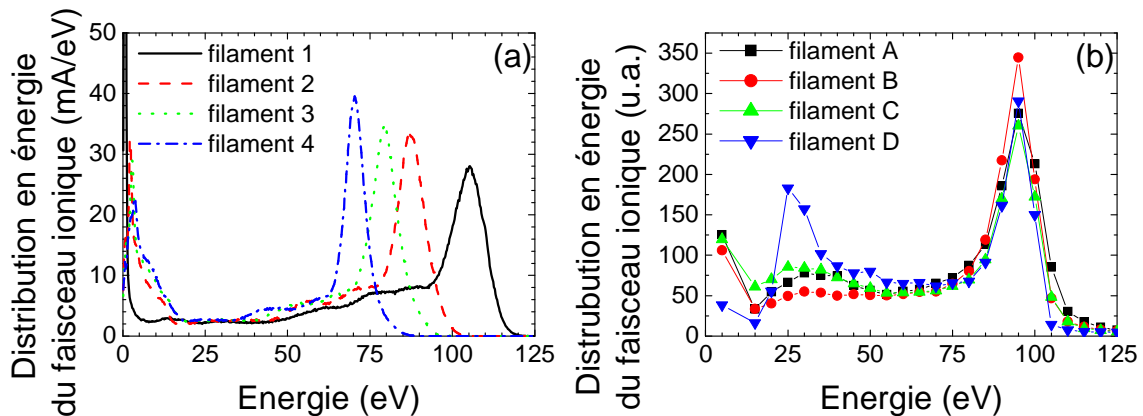 Distribution en énergie
du faisceau ionique (mA/eV)
50
40
30
20
10
0
0
25
50
75
100
125
Energie (eV)
filament 1
filament 2
filament 3
filament 4
(a)
Distrubution en énergie
du faisceau ionique (u.a.)
350
300
250
200
150
100
50
0
0
25
50
75
100
125
Energie (eV)
filament A
filament B
filament C
filament D
(b)